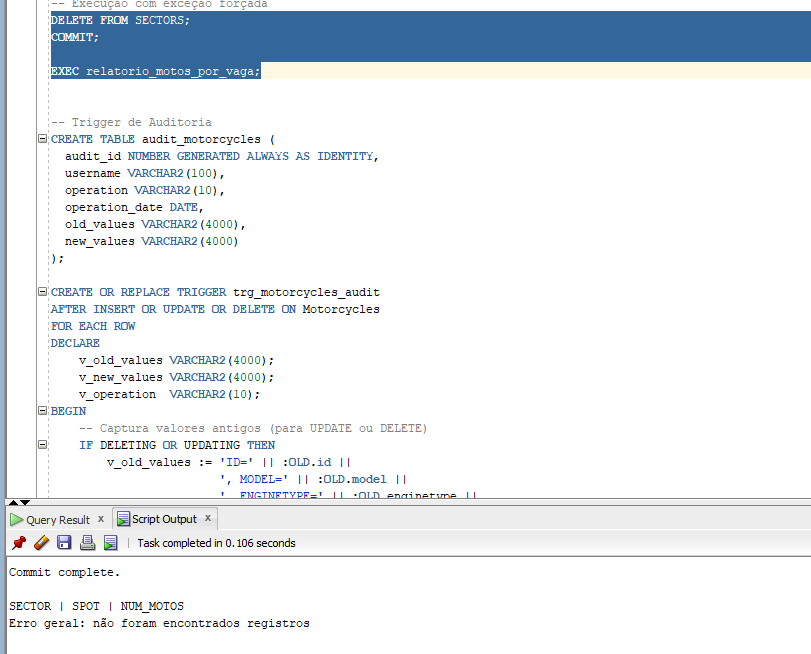 -- Execução com exceção forçada
DELETE FROM SECTORS;
COMMIT;
EXEC relatorio_motos_por_vaga;
-- Trigger de Auditoria
CREATE TABLE audit_motorcycles (
audit_id NUMBER GENERATED ALWAYS AS IDENTITY,
username VARCHAR2(100),
operation VARCHAR2(10),
operation_date DATE,
old_values VARCHAR2(4000),
new_values VARCHAR2(4000)
);
CREATE OR REPLACE TRIGGER trg_motorcycles_audit
AFTER INSERT OR UPDATE OR DELETE ON Motorcycles
FOR EACH ROW
DECLARE
v_old_values VARCHAR2(4000);
v_new_values VARCHAR2(4000);
v_operation  VARCHAR2(10);
BEGIN
-- Captura valores antigos (para UPDATE ou DELETE)
IF DELETING OR UPDATING THEN
v_old_values := 'ID=' || :OLD.id ||
', MODEL=' || :OLD.model ||
', ENGINETYPE=' || :OLD.enginetype ||
Query Result x Script Output x
Task completed in 0.106 seconds
Commit complete.
SECTOR | SPOT | NUM_MOTOS
Erro geral: não foram encontrados registros